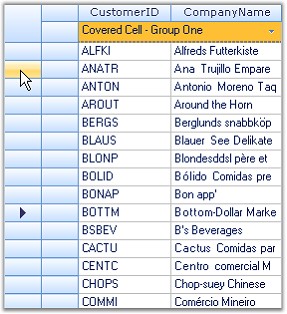 CustomerID CompanyName
Covered Cell - Group One
ALFKI Alfreds Futterkiste
ANATR Ana Trujillo Empare
ANTON Antonio Moreno Taq
AROUT Around the Horn
BERGS Berglunds snabbköp
BLAUS Blauer See Delikate
BLONP Blondesddsl père et
BOLID Bólido Comidas pre
BONAP Bon app'
BOTTM Bottom-Dollar Marke
BSBEV B's Beverages
CACTU Cactus Comidas par
CENTC Centro comercial M
CHOPS Chop-suey Chinese
COMMI Comércio Mineiro